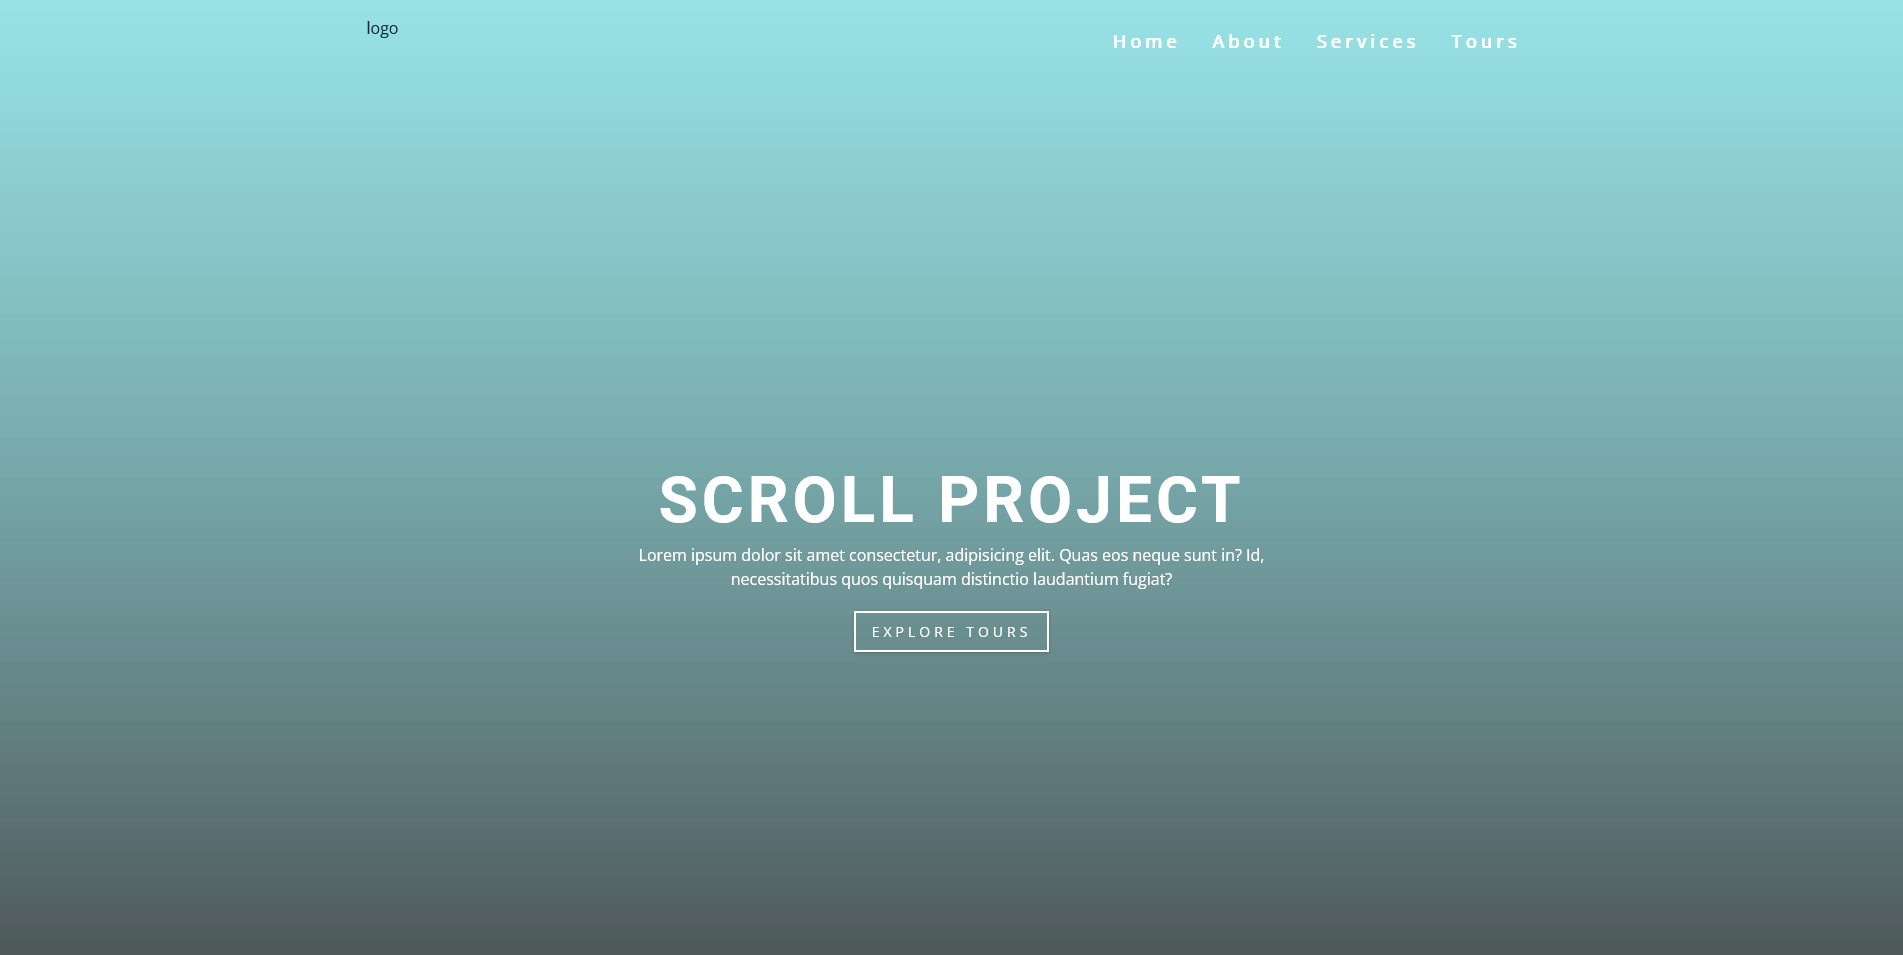 logo
Home About Services Tours
SCROLL PROJECT
Lorem ipsum dolor sit amet consectetur, adipisicing elit. Quas eos neque sunt in? Id,
necessitatibus quos quisquam distinctio laudantium fugiat?
EXPLORE TOURS